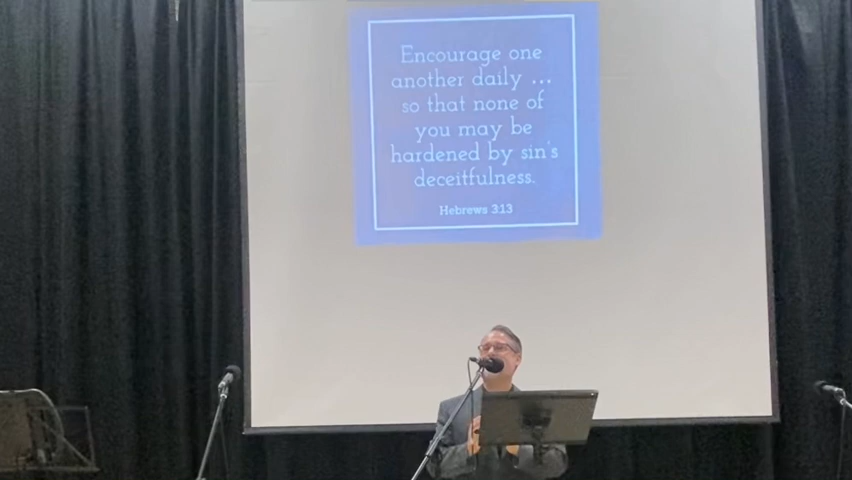 Encourage one
another daily ...
so that none of
you may be
hardened by sin's
deceitfulness.
Hebrews 3:13